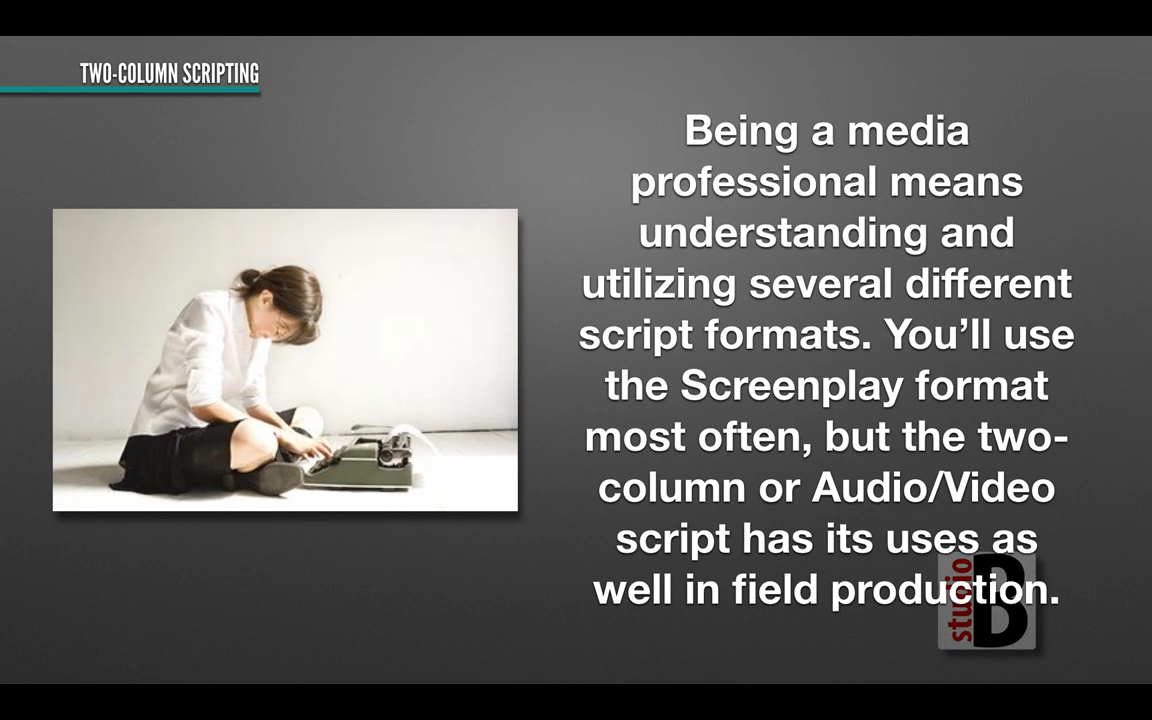 TWO-COLUMN SCRIPTING
Being a media
professional means
understanding and
utilizing several different
script formats. You’ll use
the Screenplay format
most often, but the two-
column or Audio/Video
script has its uses as
well in field production.
studio B